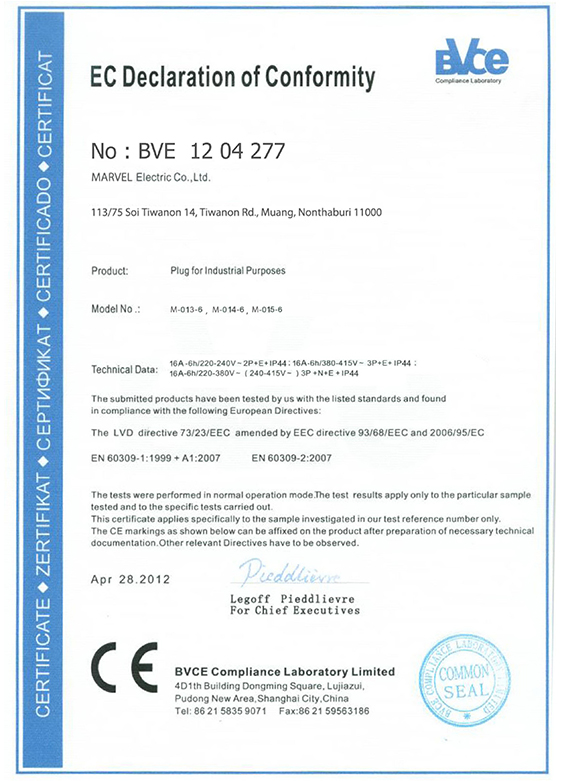 CERTIFICATE ◆ ZERTIFIKAT ◆ СЕРТИФИКАТ ◆ CERTIFICADO ◆ CERTIFICAT
BVCE
Compliance Laboratory
EC Declaration of Conformity
No : BVE 12 04 277
MARVEL Electric Co.,Ltd.
113/75 Soi Tiwanon 14, Tiwanon Rd., Muang, Nonthaburi 11000
Product: Plug for Industrial Purposes
Model No .: M-013-6 , M-014-6 , M-015-6
Technical Data: 16A-6h/220-240V~2P+E+IP44 ; 16A-6h/380-415V~ 3P+E+ IP44 ;
16A-6h/220-380V~ ( 240-415V~ ) 3P +N+E + IP44
The submitted products have been tested by us with the listed standards and found
in compliance with the following European Directives:
The LVD directive 73/23/EEC amended by EEC directive 93/68/EEC and 2006/95/EC
EN 60309-1:1999 + A1:2007 EN 60309-2:2007
The tests were performed in normal operation mode.The test results apply only to the particular sample
tested and to the specific tests carried out.
This certificate applies specifically to the sample investigated in our test reference number only.
The CE markings as shown below can be affixed on the product after preparation of necessary technical
documentation.Other relevant Directives have to be observed.
Apr 28.2012
Pieddlievre
Legoff Pieddlievre
For Chief Executives
CE
BVCE Compliance Laboratory Limited
4D1th Building Dongming Square, Lujiazui,
Pudong New Area,Shanghai City,China
Tel: 86 21 5835 9071 Fax:86 21 59563186
BVCE COMPLIANCE LABORATORY LIMITED
COMMON
SEAL